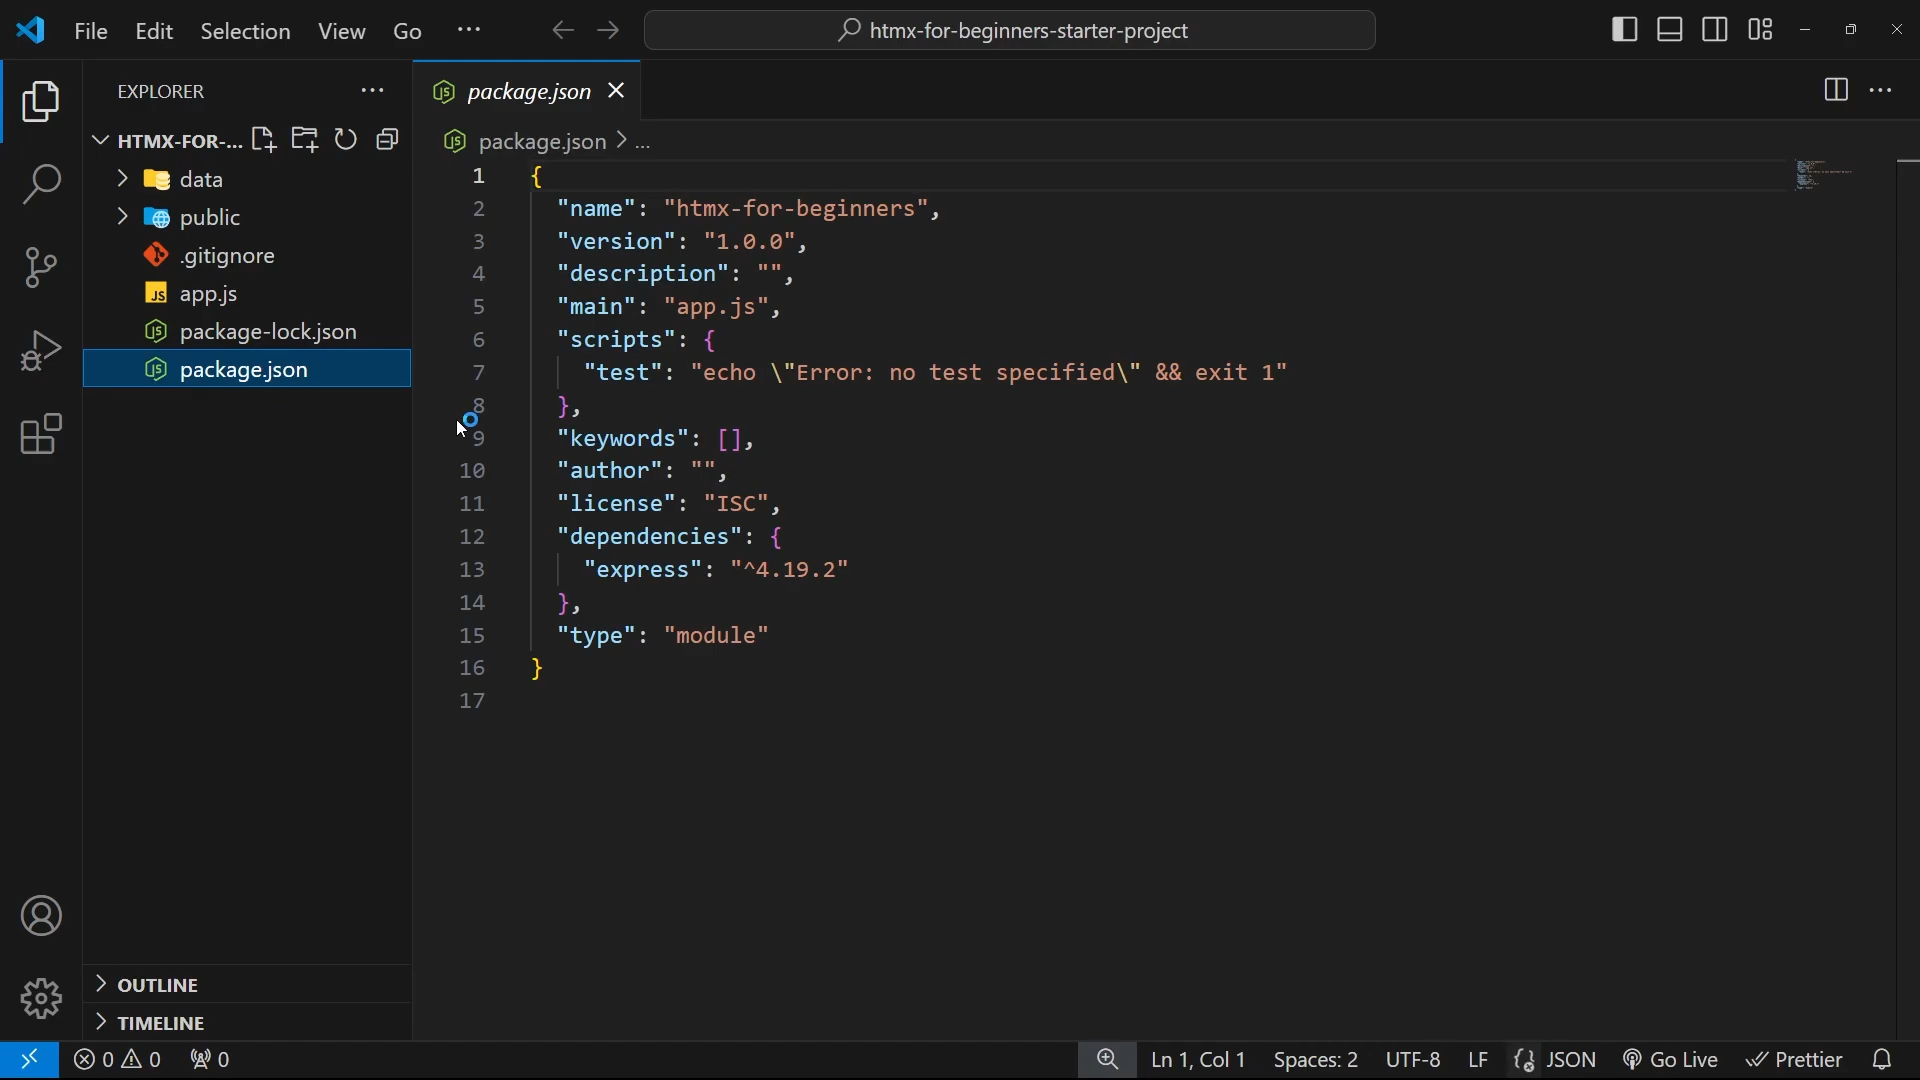 File Edit Selection View Go ··· htmx-for-beginners-starter-project
EXPLORER
HTMX-FOR-...
data
public
.gitignore
JS app.js
package-lock.json
package.json
OUTLINE
TIMELINE
package.json
package.json > ...
1 {
2 "name": "htmx-for-beginners",
3 "version": "1.0.0",
4 "description": "",
5 "main": "app.js",
6 "scripts": {
7 "test": "echo \"Error: no test specified\" && exit 1"
8 },
9 "keywords": [],
10 "author": "",
11 "license": "ISC",
12 "dependencies": {
13 "express": "^4.19.2"
14 },
15 "type": "module"
16 }
17
0 0 0 Ln 1, Col 1 Spaces: 2 UTF-8 LF JSON Go Live Prettier